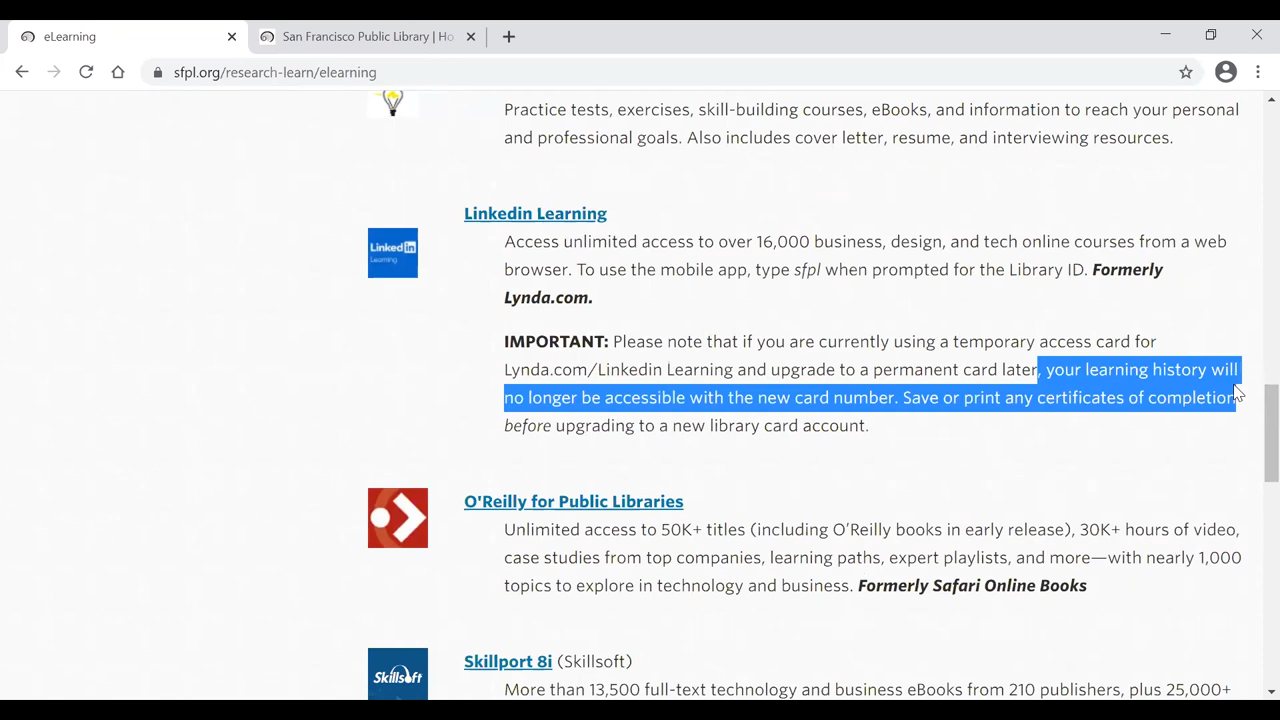 eLearning
San Francisco Public Library | Ho
sfpl.org/research-learn/elearning
Practice tests, exercises, skill-building courses, eBooks, and information to reach your personal
and professional goals. Also includes cover letter, resume, and interviewing resources.
Linkedin Learning
Linked in
Learning
Access unlimited access to over 16,000 business, design, and tech online courses from a web
browser. To use the mobile app, type sfpl when prompted for the Library ID. Formerly
Lynda.com.
IMPORTANT: Please note that if you are currently using a temporary access card for
Lynda.com/Linkedin Learning and upgrade to a permanent card later, your learning history will
no longer be accessible with the new card number. Save or print any certificates of completion
before upgrading to a new library card account.
O'Reilly for Public Libraries
Unlimited access to 50K+ titles (including O’Reilly books in early release), 30K+ hours of video,
case studies from top companies, learning paths, expert playlists, and more—with nearly 1,000
topics to explore in technology and business. Formerly Safari Online Books
Skillport 8i (Skillsoft)
Skillsoft
More than 13,500 full-text technology and business eBooks from 210 publishers, plus 25,000+